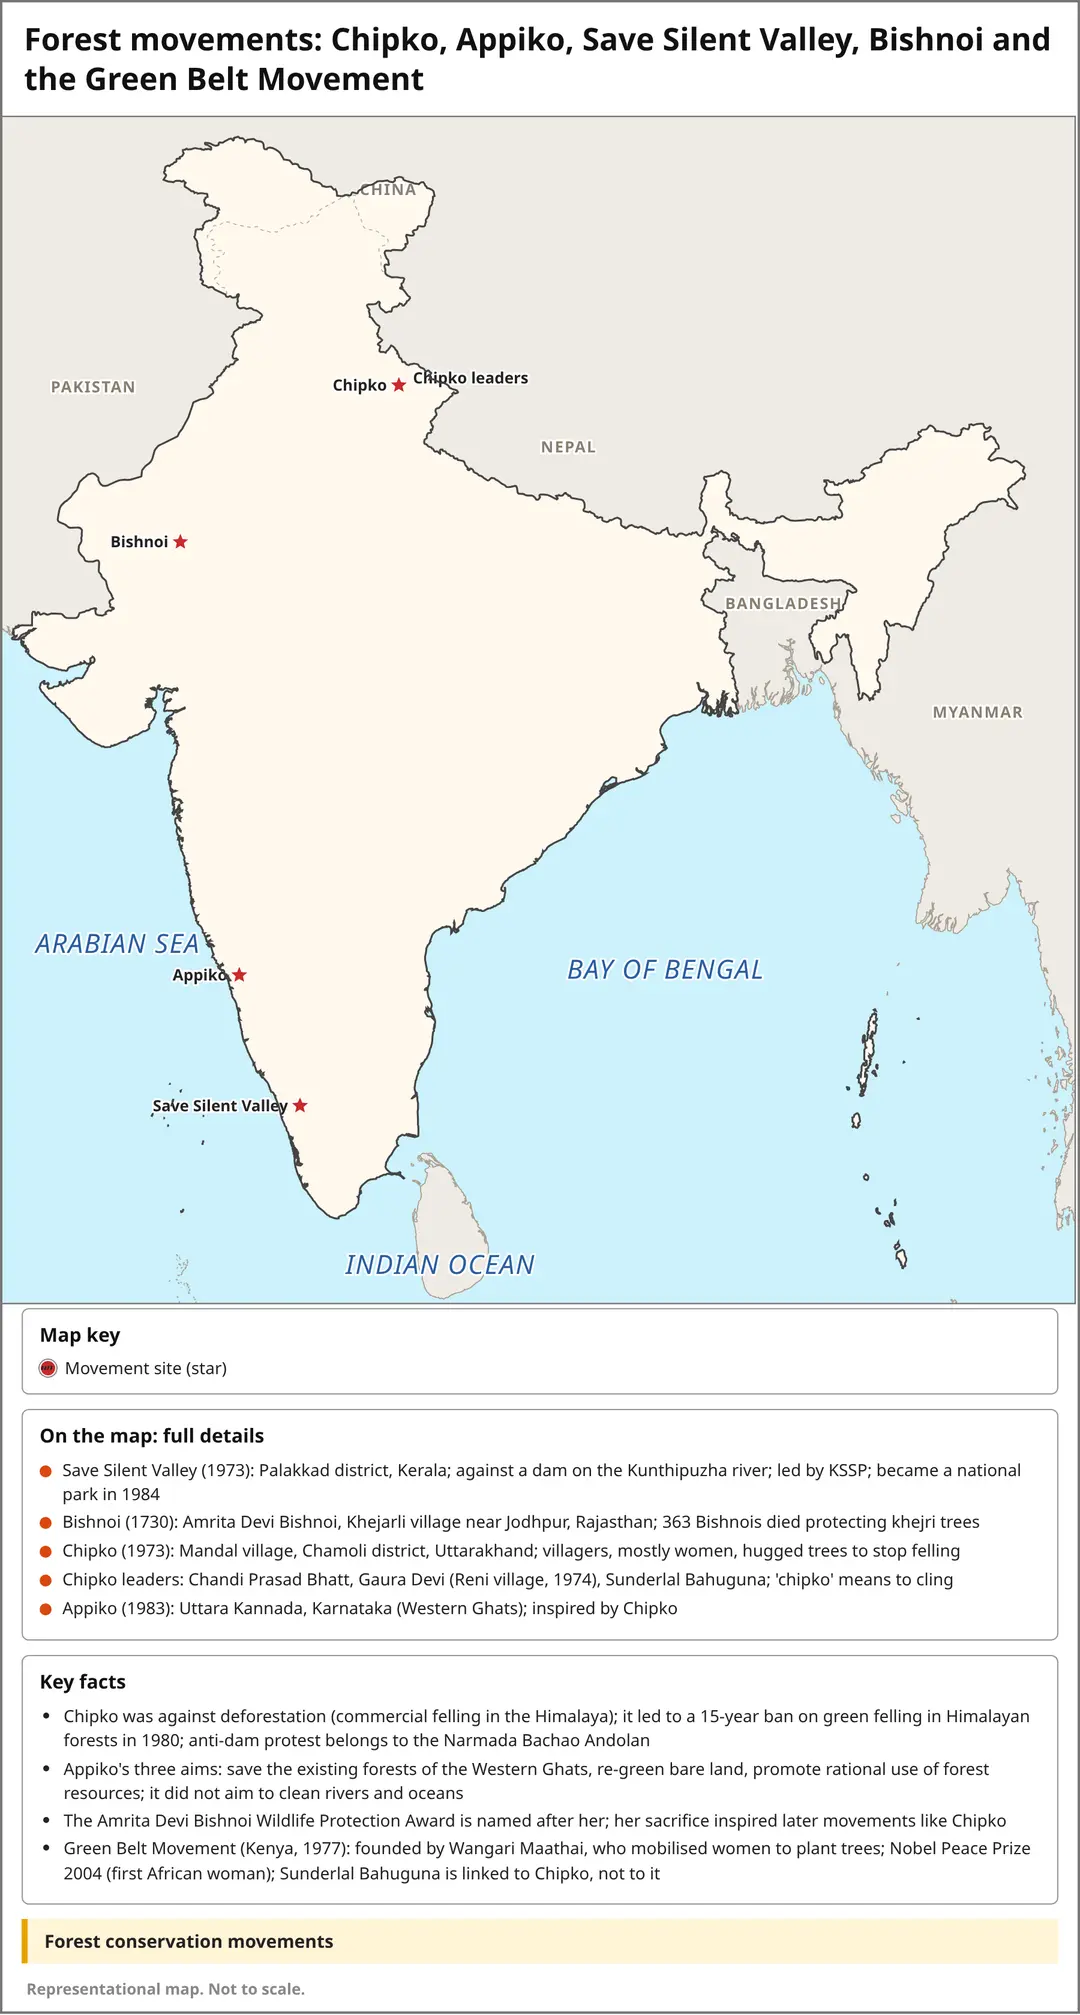 Forest movements: Chipko, Appiko, Save Silent Valley, Bishnoi and
the Green Belt Movement
CHINA
PAKISTAN
Chipko
Chipko leaders
NEPAL
Bishnoi
BANGLADESH
MYANMAR
ARABIAN SEA
BAY OF BENGAL
Appiko
Save Silent Valley
INDIAN OCEAN
Map key
Movement site (star)
On the map: full details
Save Silent Valley (1973): Palakkad district, Kerala; against a dam on the Kunthipuzha river; led by KSSP; became a national
park in 1984
Bishnoi (1730): Amrita Devi Bishnoi, Khejarli village near Jodhpur, Rajasthan; 363 Bishnois died protecting khejri trees
Chipko (1973): Mandal village, Chamoli district, Uttarakhand; villagers, mostly women, hugged trees to stop felling
Chipko leaders: Chandi Prasad Bhatt, Gaura Devi (Reni village, 1974), Sunderlal Bahuguna; 'chipko' means to cling
Appiko (1983): Uttara Kannada, Karnataka (Western Ghats); inspired by Chipko
Key facts
• Chipko was against deforestation (commercial felling in the Himalaya); it led to a 15-year ban on green felling in Himalayan
forests in 1980; anti-dam protest belongs to the Narmada Bachao Andolan
• Appiko's three aims: save the existing forests of the Western Ghats, re-green bare land, promote rational use of forest
resources; it did not aim to clean rivers and oceans
• The Amrita Devi Bishnoi Wildlife Protection Award is named after her; her sacrifice inspired later movements like Chipko
• Green Belt Movement (Kenya, 1977): founded by Wangari Maathai, who mobilised women to plant trees; Nobel Peace Prize
2004 (first African woman); Sunderlal Bahuguna is linked to Chipko, not to it
Forest conservation movements
Representational map. Not to scale.